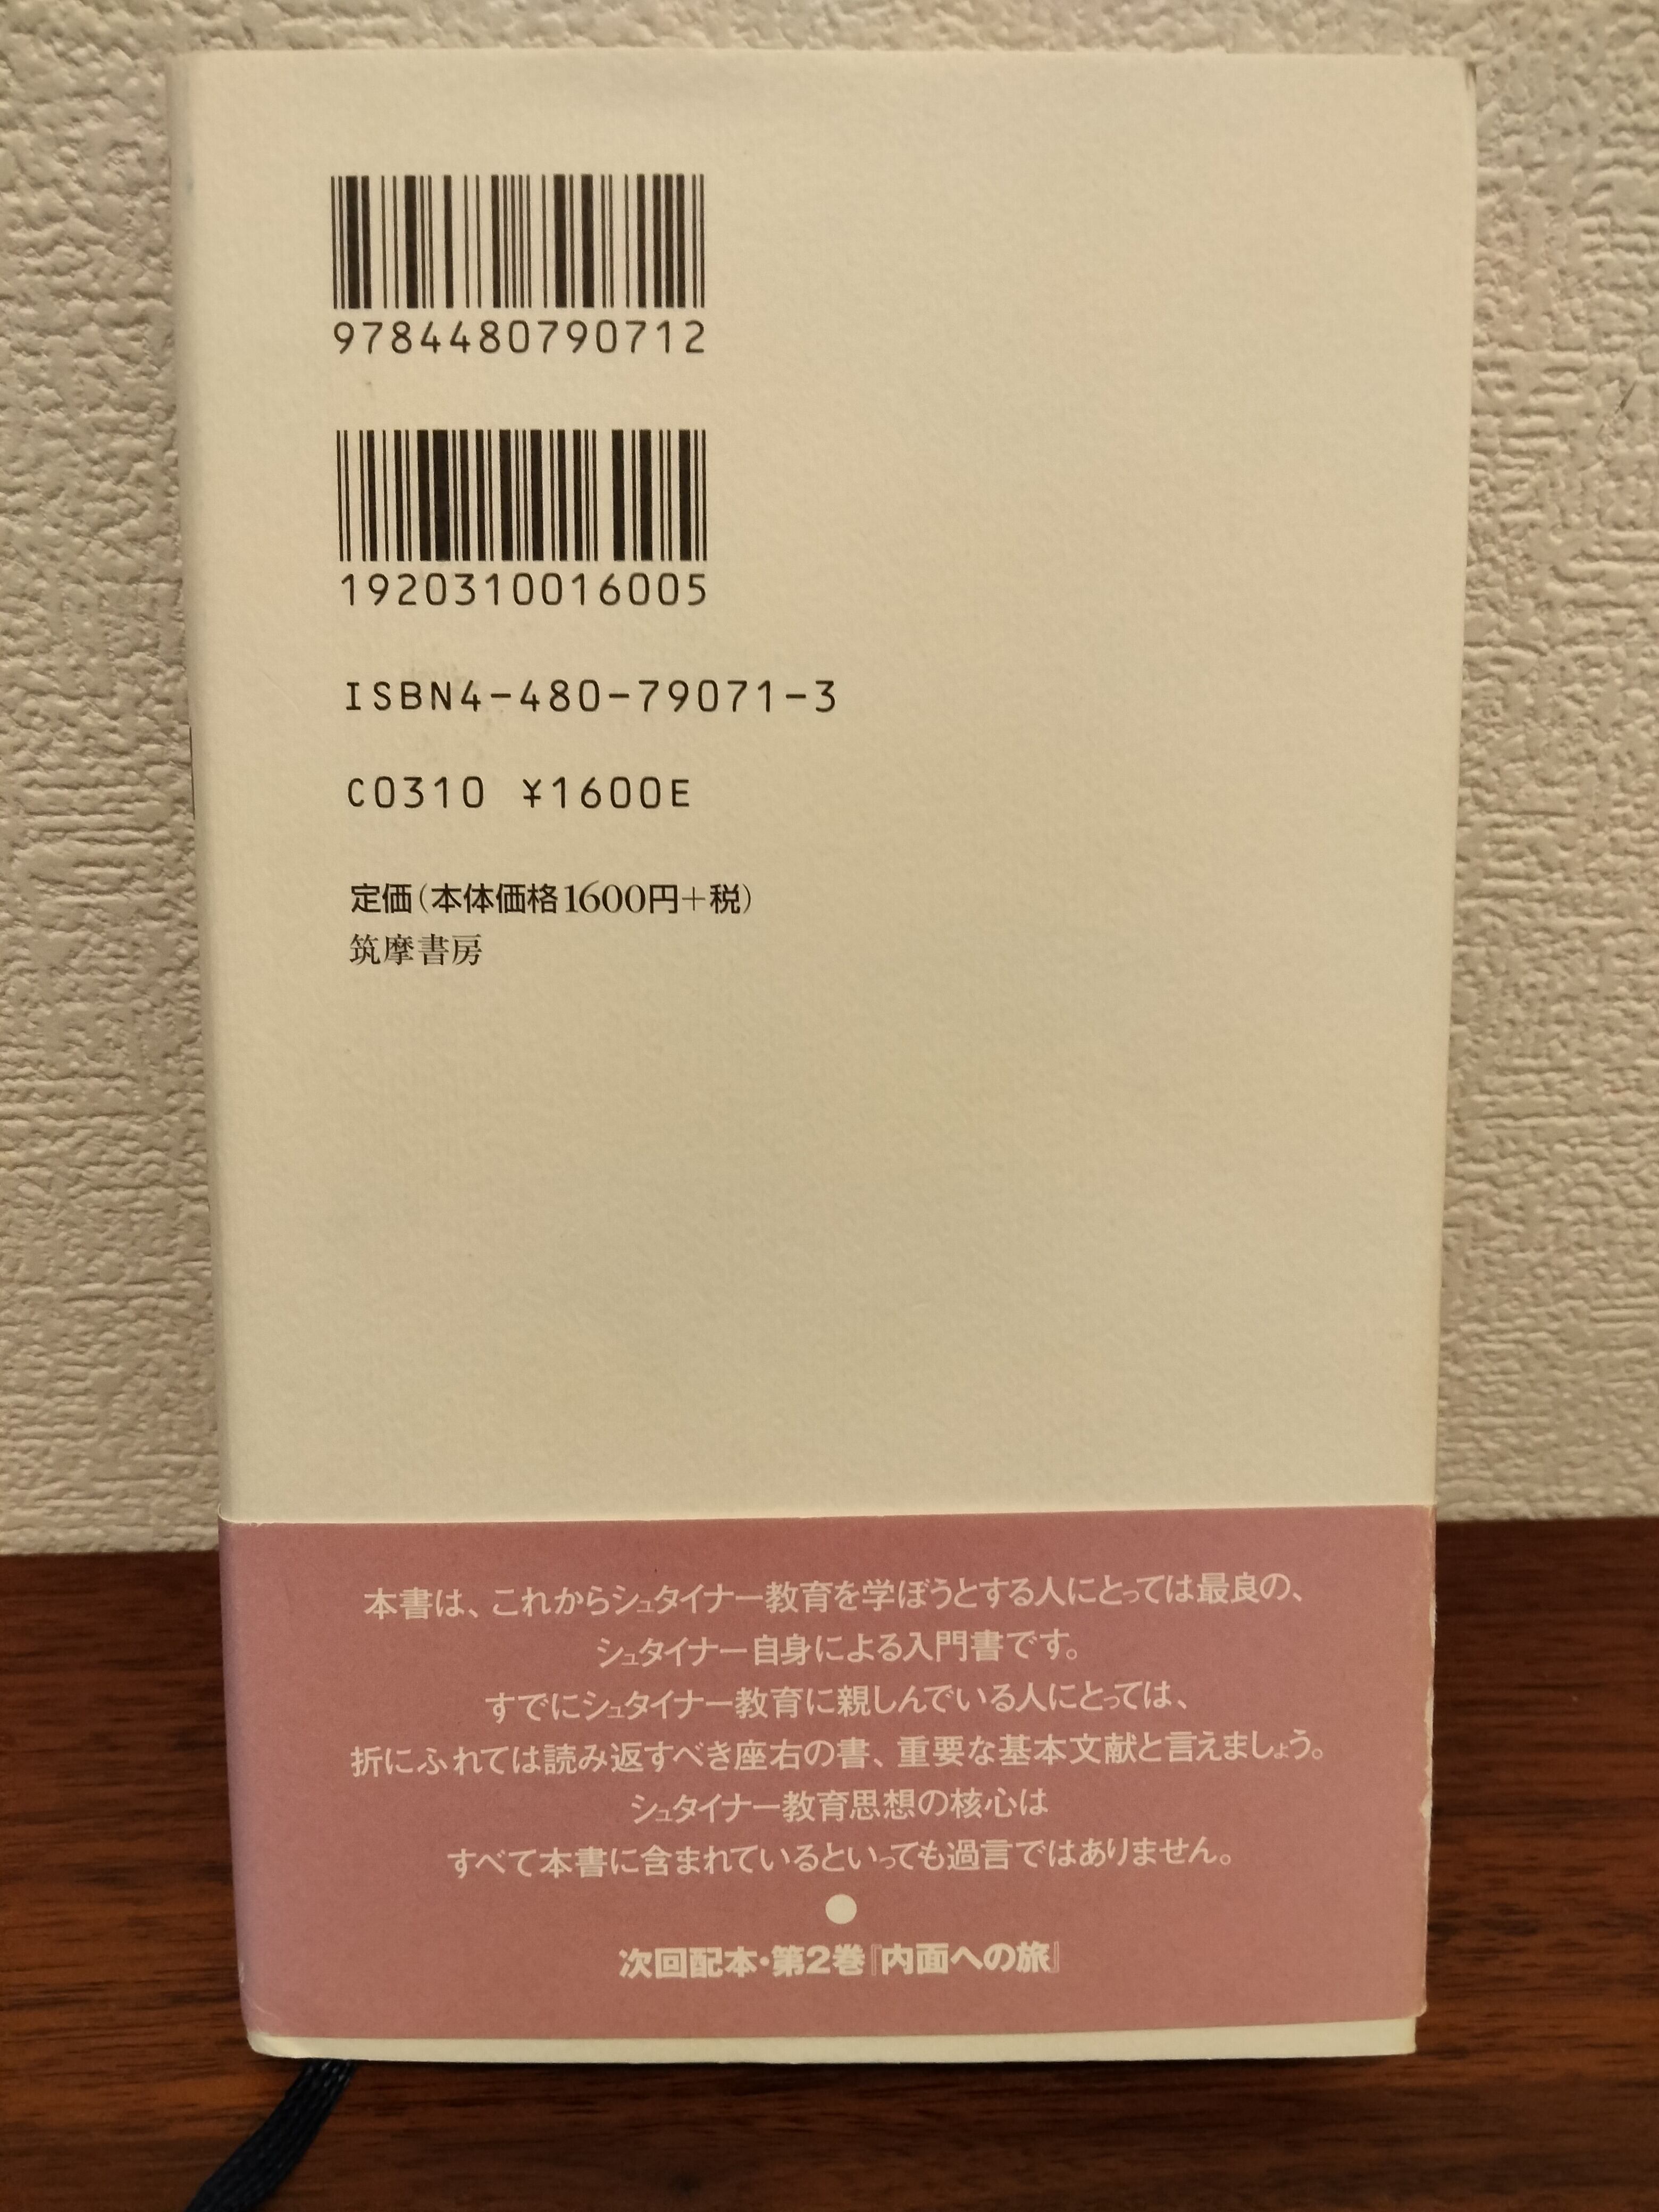 9784480790712
1920310016005
ISBN4-480-79071-3
C0310 ¥1600E
定価(本体価格1600円+税)
筑摩書房
本書は、これからシュタイナー教育を学ぼうとする人にとっては最良の、
シュタイナー自身による入門書です。
すでにシュタイナー教育に親しんでいる人にとっては、
折にふれては読み返すべき座右の書、重要な基本文献と言えましょう。
シュタイナー教育思想の核心は
すべて本書に含まれているといっても過言ではありません。
●
次回配本・第2巻『内面への旅』